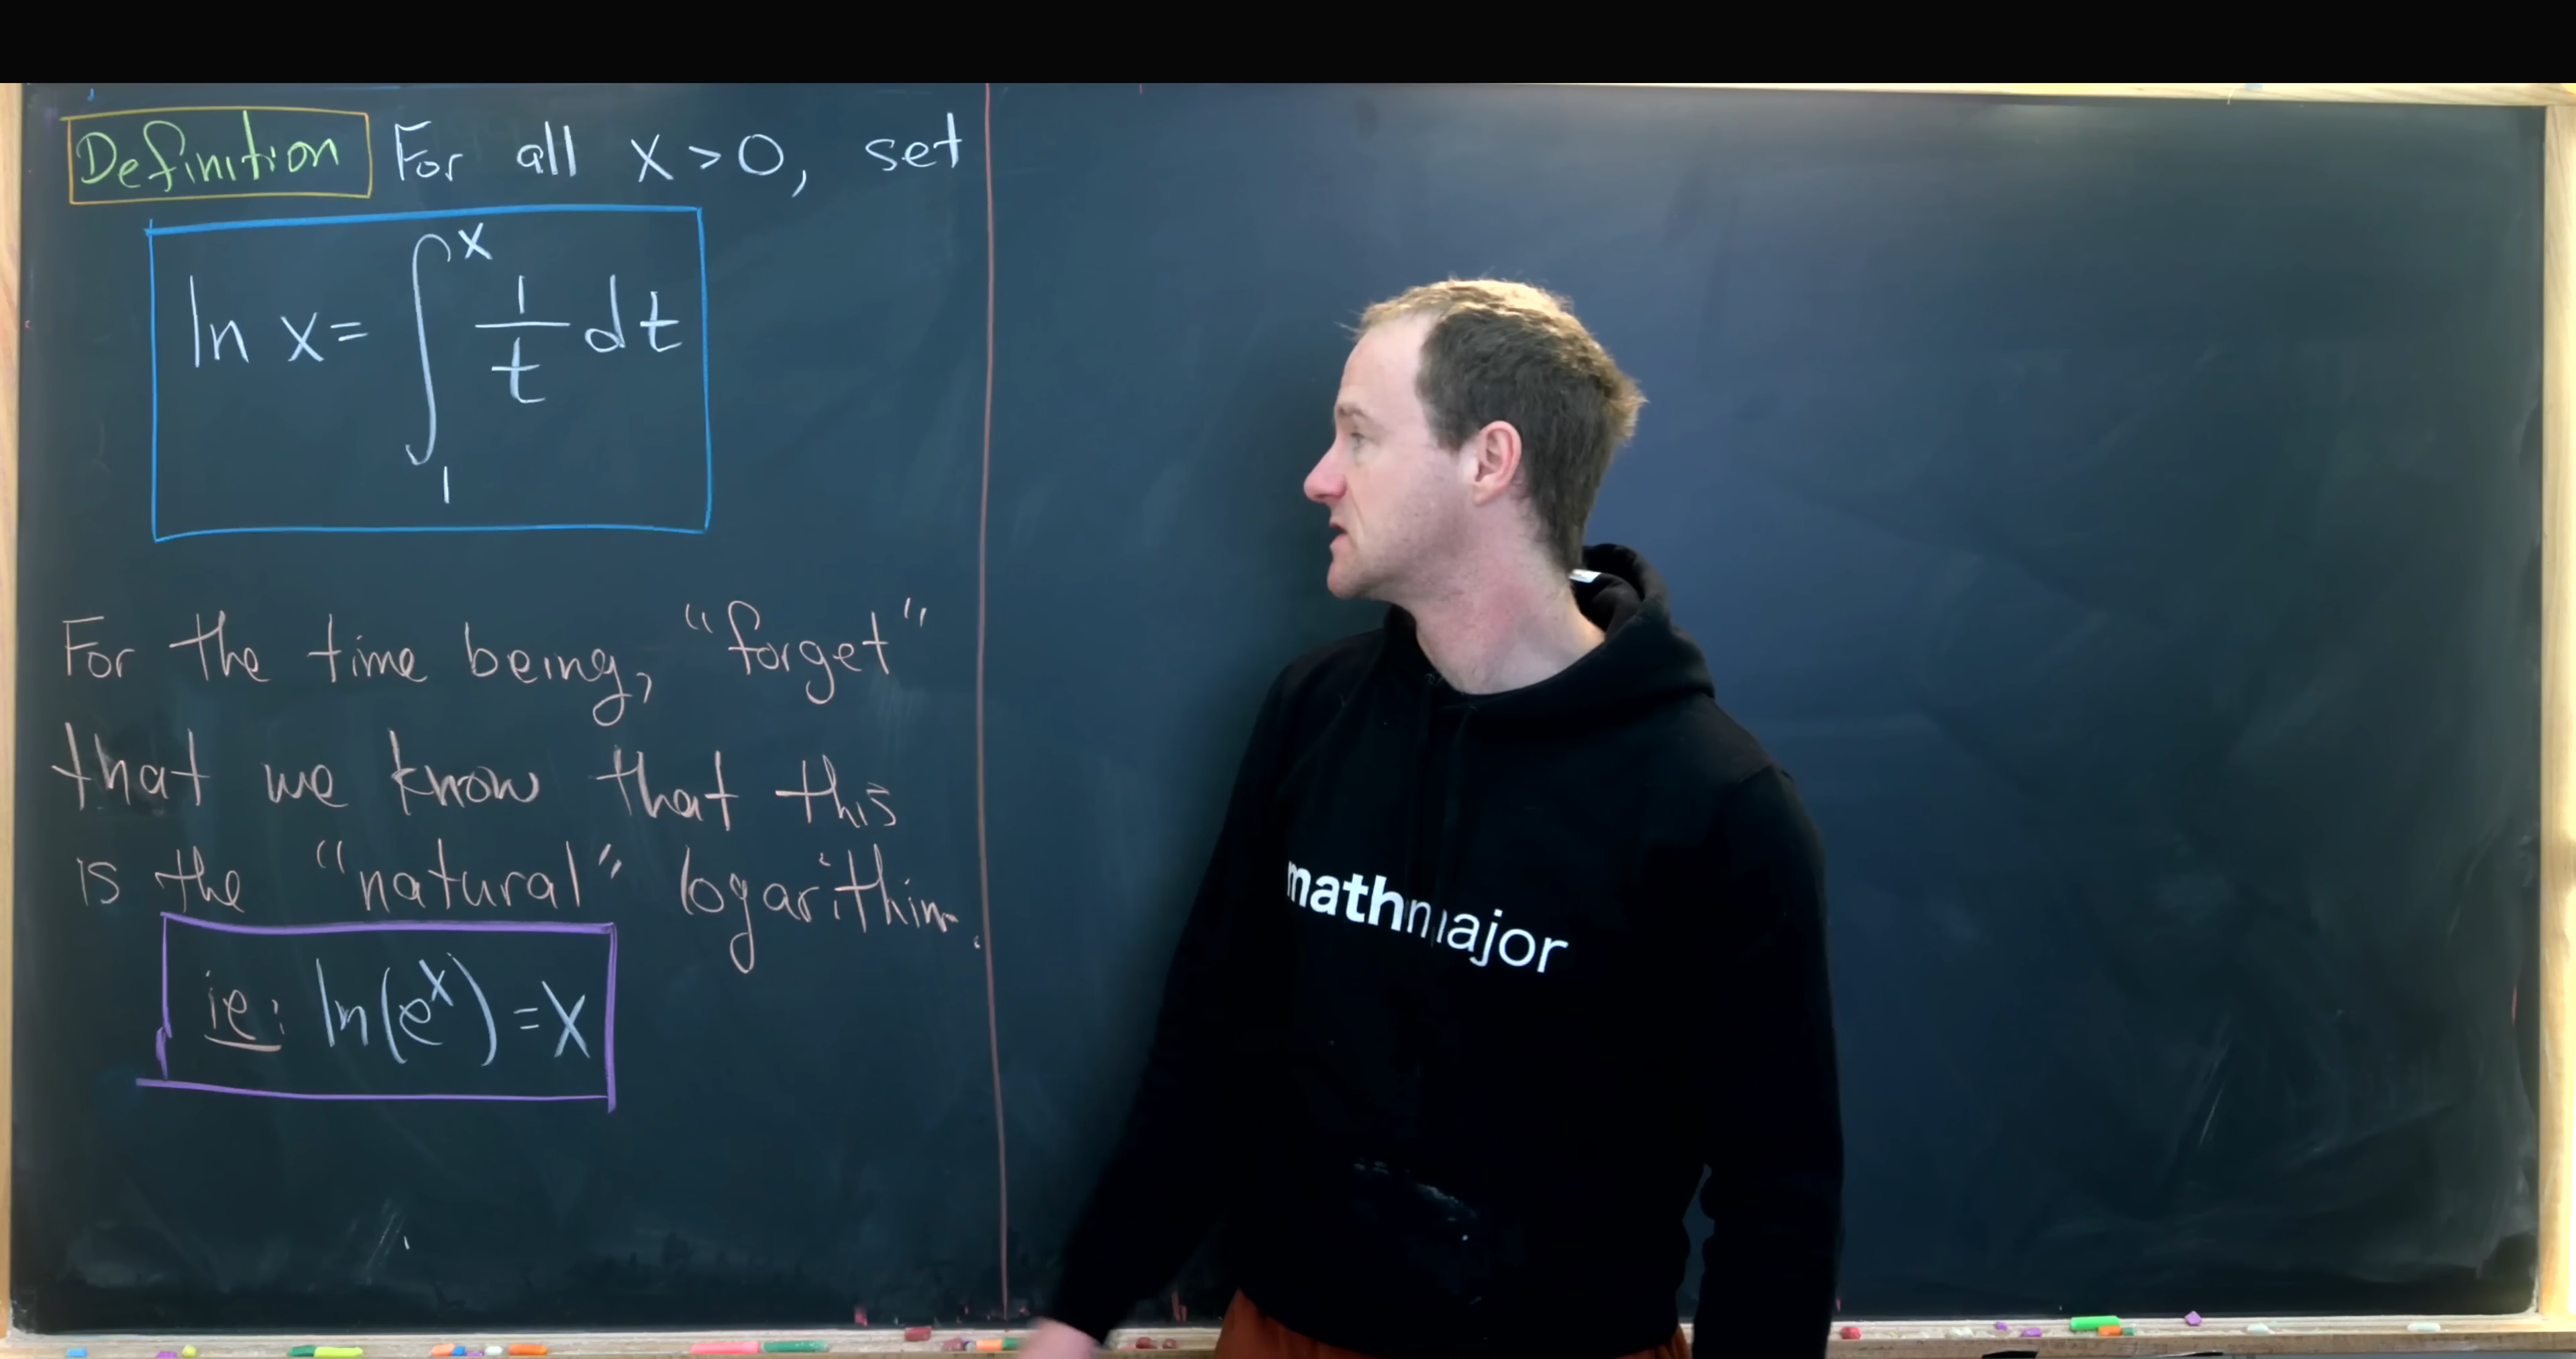 Definition For all x > 0, set
ln x = ∫₁ˣ 1/t dt
For the time being, "forget"
that we know that this
is the "natural" logarithm.
ie: ln(eˣ) = x
mathmajor